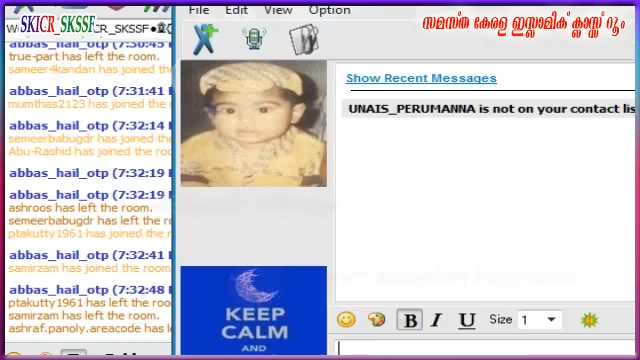 SKICR_SKSSF
CR_SKSSF
File Edit View Option
സമസ്ത കേരള ഇസ്ലാമിക് ക്ലാസ്സ് റൂം
abbas_hail_otp (7:30:45
true-part has left the room.
sameer4kandan has joined the
abbas_hail_otp (7:31:41
mumthas2123 has joined the
abbas_hail_otp (7:32:14
semeerbabugdr has joined the
Abu-Rashid has joined the roo
abbas_hail_otp (7:32:19
abbas_hail_otp (7:32:19
ashroos has left the room.
semeerbabugdr has left the ro
ptakutty1961 has joined the
abbas_hail_otp (7:32:41
samirzam has joined the room
abbas_hail_otp (7:32:48
ptakutty1961 has left the room
samirzam has left the room.
ashraf.panoly.areacode has le
Show Recent Messages
UNAIS_PERUMANNA is not on your contact lis
KEEP
CALM
AND
B I U Size 1